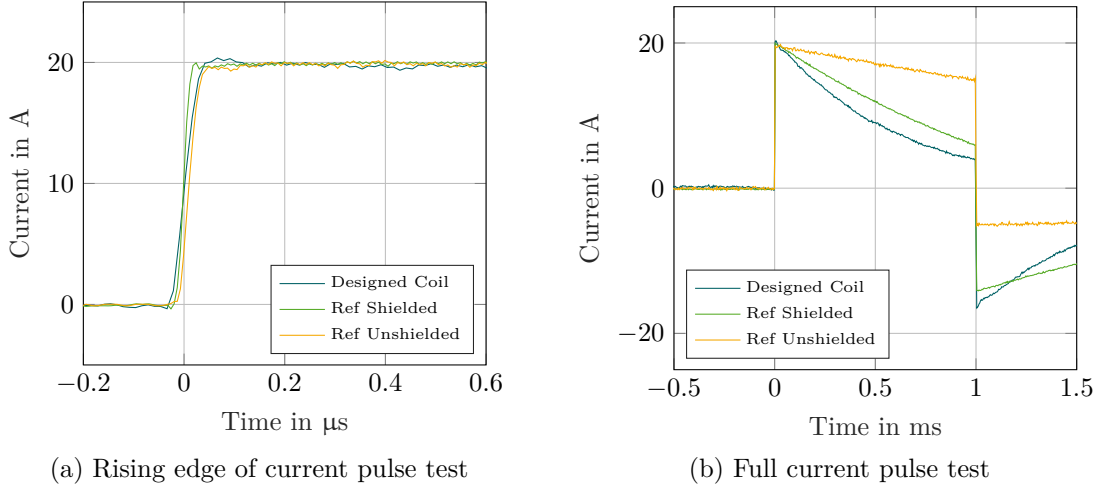 20
10
0
−0.2
0
0.2
0.4
0.6
Current in A
Time in μs
Designed Coil
Ref Shielded
Ref Unshielded
(a) Rising edge of current pulse test
20
0
−20
−0.5
0
0.5
1
1.5
Current in A
Time in ms
Designed Coil
Ref Shielded
Ref Unshielded
(b) Full current pulse test